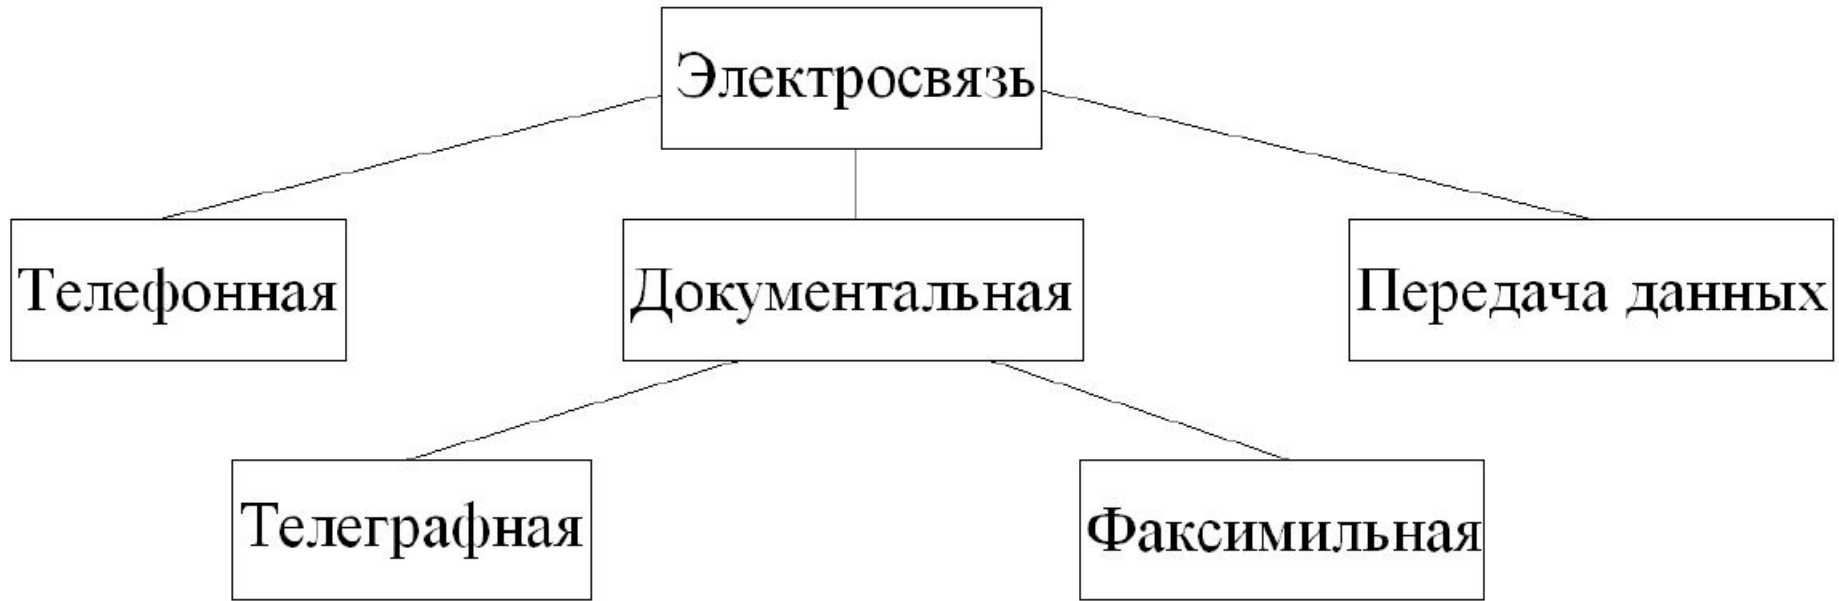 Электросвязь
Телефонная
Документальная
Передача данных
Телеграфная
Факсимильная